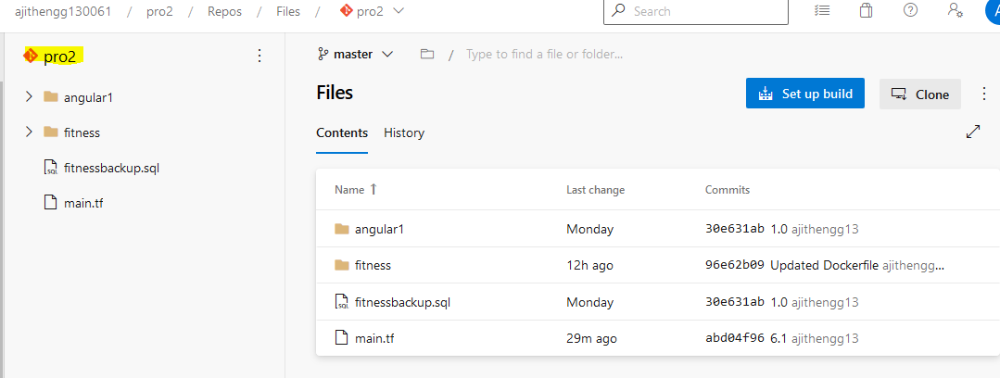 ajithengg130061 / pro2 / Repos / Files / pro2
Search
A
pro2
angular1
fitness
fitnessbackup.sql
main.tf
master / Type to find a file or folder...
Files
Set up build
Clone
Contents History
Name ↑ Last change Commits
angular1 Monday 30e631ab 1.0 ajithengg13
fitness 12h ago 96e62b09 Updated Dockerfile ajithengg...
fitnessbackup.sql Monday 30e631ab 1.0 ajithengg13
main.tf 29m ago abd04f96 6.1 ajithengg13